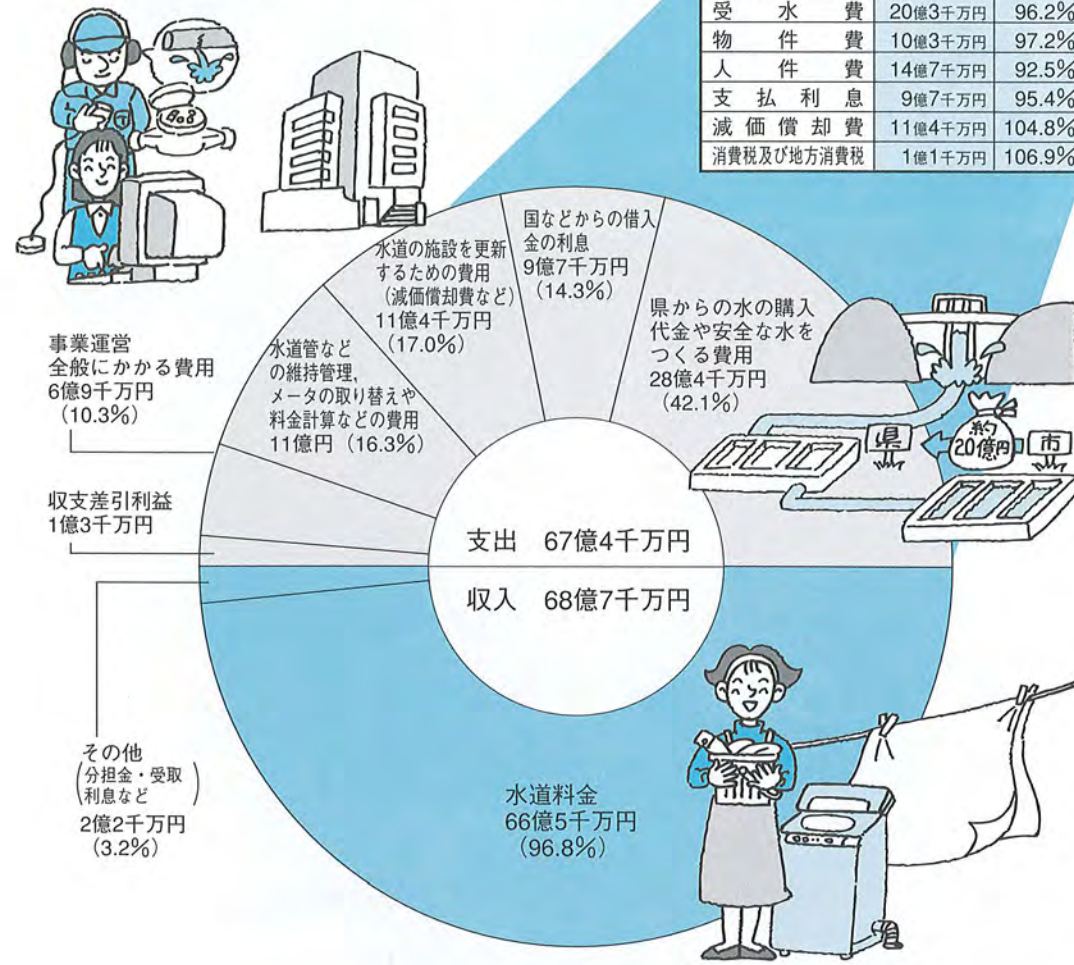 受水費 20億3千万円 96.2%
物件費 10億3千万円 97.2%
人件費 14億7千万円 92.5%
支払利息 9億7千万円 95.4%
減価償却費 11億4千万円 104.8%
消費税及び地方消費税 1億1千万円 106.9%
国などからの借入
金の利息
9億7千万円
(14.3%)
水道の施設を更新
するための費用
(減価償却費など)
11億4千万円
(17.0%)
県からの水の購入
代金や安全な水を
つくる費用
28億4千万円
(42.1%)
県
約
20億円
市
水道管など
の維持管理,
メータの取り替えや
料金計算などの費用
11億円 (16.3%)
事業運営
全般にかかる費用
6億9千万円
(10.3%)
収支差引利益
1億3千万円
支出 67億4千万円
収入 68億7千万円
その他
(分担金・受取
利息など)
2億2千万円
(3.2%)
水道料金
66億5千万円
(96.8%)